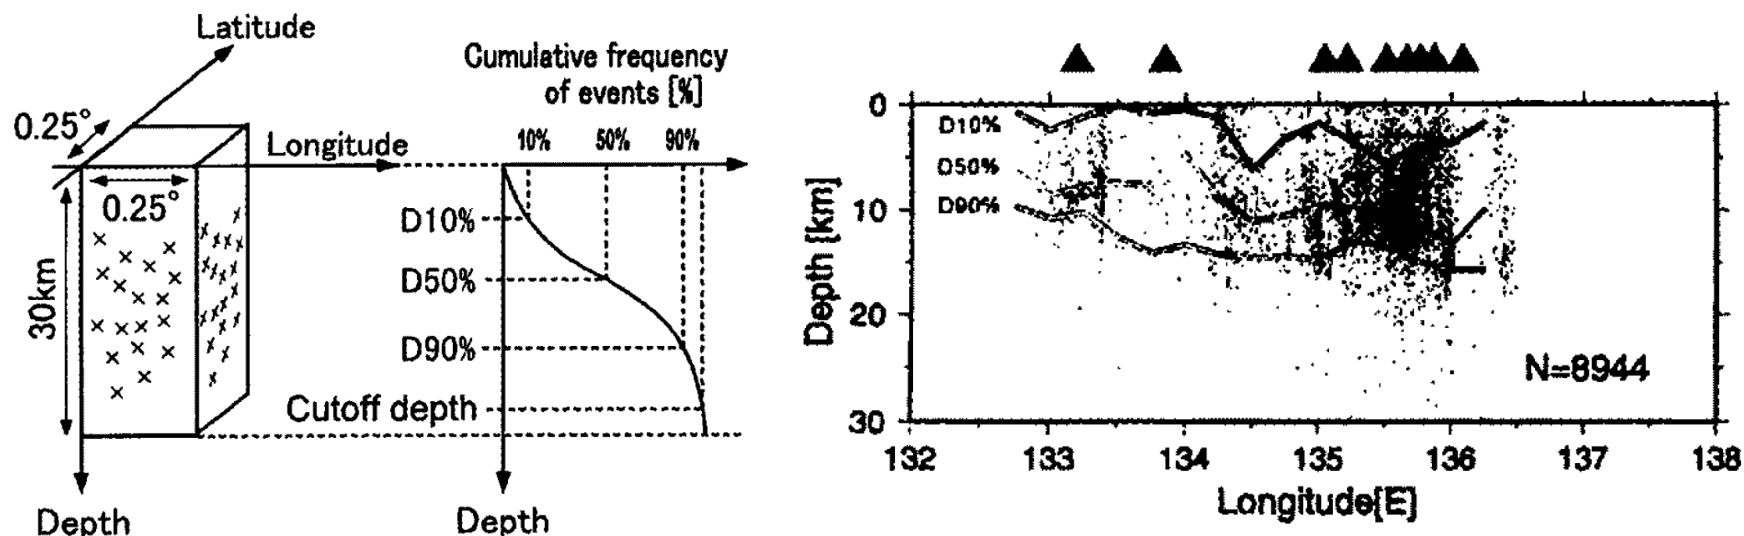 Latitude
0.25°
Longitude
0.25°
30km
Depth
Cumulative frequency
of events [%]
10% 50% 90%
D10%
D50%
D90%
Cutoff depth
Depth
0
10
20
30
Depth [km]
D10%
D50%
D90%
N=8944
132 133 134 135 136 137 138
Longitude[E]